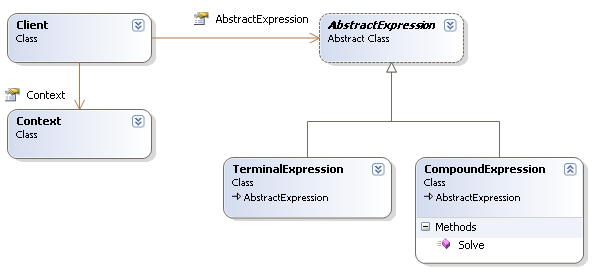 Client
Class
AbstractExpression
AbstractExpression
Abstract Class
Context
Context
Class
TerminalExpression
Class
AbstractExpression
CompoundExpression
Class
AbstractExpression
Methods
Solve